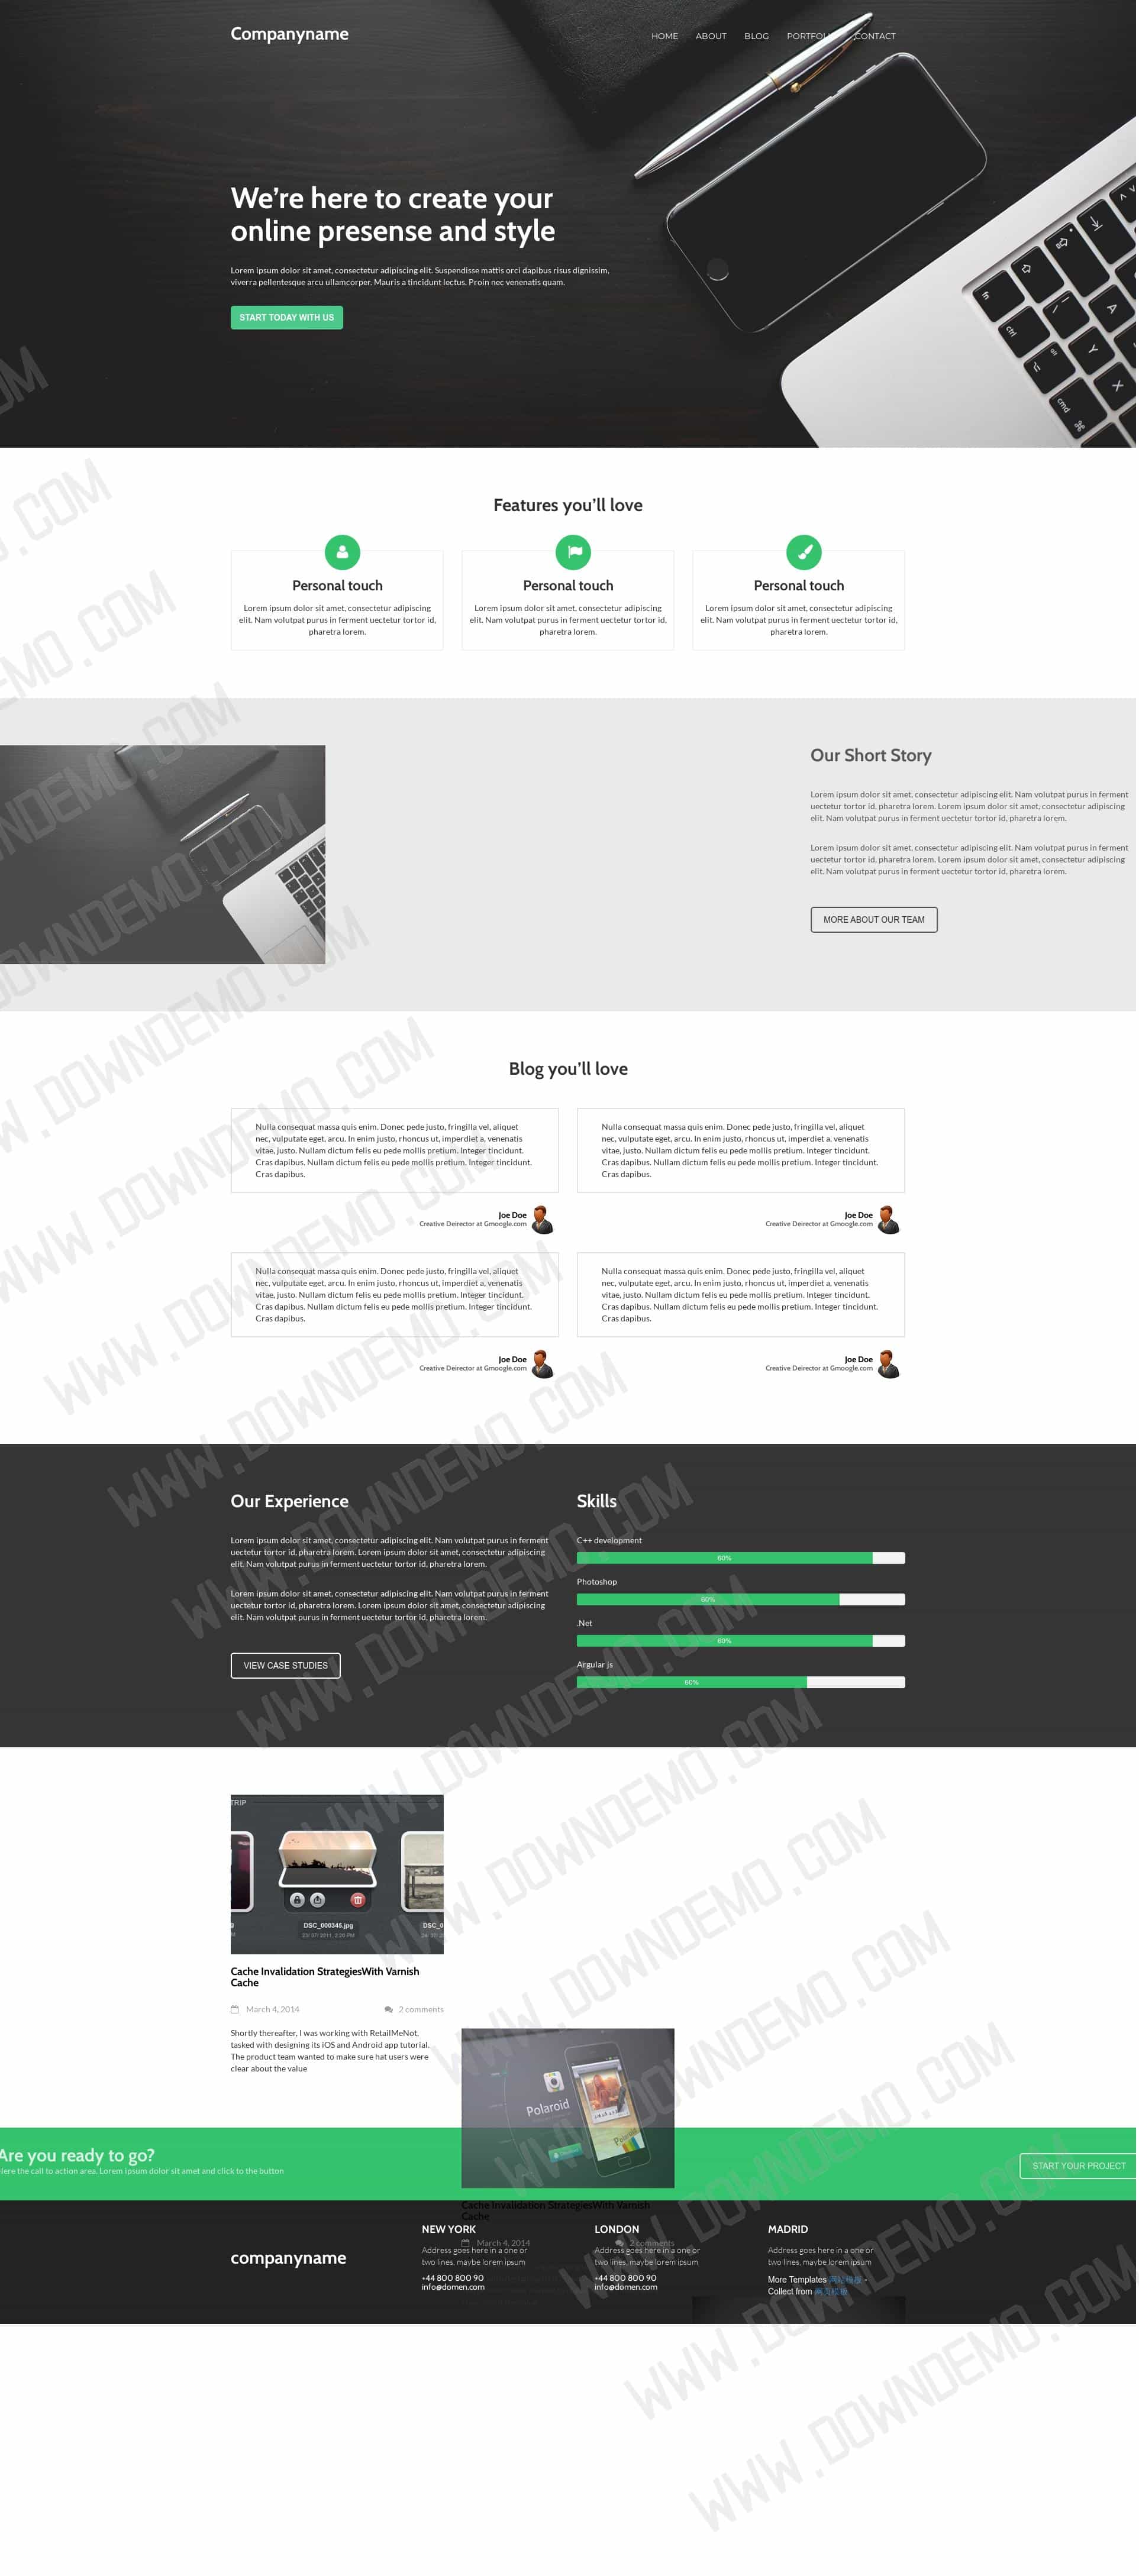 Companyname
HOME ABOUT BLOG PORTFOLIO CONTACT
We're here to create your
online presense and style
Lorem ipsum dolor sit amet, consectetur adipiscing elit. Suspendisse mattis orci dapibus risus dignissim,
viverra pellentesque arcu ullamcorper. Mauris a tincidunt lectus. Proin nec venenatis quam.
START TODAY WITH US
Features you'll love
Personal touch
Lorem ipsum dolor sit amet, consectetur adipiscing
elit. Nam volutpat purus in ferment uectetur tortor id,
pharetra lorem.
Personal touch
Lorem ipsum dolor sit amet, consectetur adipiscing
elit. Nam volutpat purus in ferment uectetur tortor id,
pharetra lorem.
Personal touch
Lorem ipsum dolor sit amet, consectetur adipiscing
elit. Nam volutpat purus in ferment uectetur tortor id,
pharetra lorem.
Our Short Story
Lorem ipsum dolor sit amet, consectetur adipiscing elit. Nam volutpat purus in ferment
uectetur tortor id, pharetra lorem. Lorem ipsum dolor sit amet, consectetur adipiscing
elit. Nam volutpat purus in ferment uectetur tortor id, pharetra lorem.
Lorem ipsum dolor sit amet, consectetur adipiscing elit. Nam volutpat purus in ferment
uectetur tortor id, pharetra lorem. Lorem ipsum dolor sit amet, consectetur adipiscing
elit. Nam volutpat purus in ferment uectetur tortor id, pharetra lorem.
MORE ABOUT OUR TEAM
Blog you'll love
Nulla consequat massa quis enim. Donec pede justo, fringilla vel, aliquet
nec, vulputate eget, arcu. In enim justo, rhoncus ut, imperdiet a, venenatis
vitae, justo. Nullam dictum felis eu pede mollis pretium. Integer tincidunt.
Cras dapibus. Nullam dictum felis eu pede mollis pretium. Integer tincidunt.
Cras dapibus.
Joe Doe
Creative Deirector at Gmoogle.com
Nulla consequat massa quis enim. Donec pede justo, fringilla vel, aliquet
nec, vulputate eget, arcu. In enim justo, rhoncus ut, imperdiet a, venenatis
vitae, justo. Nullam dictum felis eu pede mollis pretium. Integer tincidunt.
Cras dapibus. Nullam dictum felis eu pede mollis pretium. Integer tincidunt.
Cras dapibus.
Joe Doe
Creative Deirector at Gmoogle.com
Nulla consequat massa quis enim. Donec pede justo, fringilla vel, aliquet
nec, vulputate eget, arcu. In enim justo, rhoncus ut, imperdiet a, venenatis
vitae, justo. Nullam dictum felis eu pede mollis pretium. Integer tincidunt.
Cras dapibus. Nullam dictum felis eu pede mollis pretium. Integer tincidunt.
Cras dapibus.
Joe Doe
Creative Deirector at Gmoogle.com
Nulla consequat massa quis enim. Donec pede justo, fringilla vel, aliquet
nec, vulputate eget, arcu. In enim justo, rhoncus ut, imperdiet a, venenatis
vitae, justo. Nullam dictum felis eu pede mollis pretium. Integer tincidunt.
Cras dapibus. Nullam dictum felis eu pede mollis pretium. Integer tincidunt.
Cras dapibus.
Joe Doe
Creative Deirector at Gmoogle.com
Our Experience
Lorem ipsum dolor sit amet, consectetur adipiscing elit. Nam volutpat purus in ferment
uectetur tortor id, pharetra lorem. Lorem ipsum dolor sit amet, consectetur adipiscing
elit. Nam volutpat purus in ferment uectetur tortor id, pharetra lorem.
Lorem ipsum dolor sit amet, consectetur adipiscing elit. Nam volutpat purus in ferment
uectetur tortor id, pharetra lorem. Lorem ipsum dolor sit amet, consectetur adipiscing
elit. Nam volutpat purus in ferment uectetur tortor id, pharetra lorem.
VIEW CASE STUDIES
Skills
C++ development
60%
Photoshop
60%
.Net
60%
Argular js
60%
TRIP
DSC_000345.jpg
23/ 07/ 2011, 2:20 PM
DSC_0
Cache Invalidation StrategiesWith Varnish
Cache
March 4, 2014 2 comments
Shortly thereafter, I was working with RetailMeNot,
tasked with designing its iOS and Android app tutorial.
The product team wanted to make sure hat users were
clear about the value
Polaroid
Cache Invalidation StrategiesWith Varnish
Cache
March 4, 2014 2 comments
Are you ready to go?
Here the call to action area. Lorem ipsum dolor sit amet and click to the button
START YOUR PROJECT
companyname
NEW YORK
Address goes here in a one or
two lines, maybe lorem ipsum
+44 800 800 90
info@domen.com
LONDON
Address goes here in a one or
two lines, maybe lorem ipsum
+44 800 800 90
info@domen.com
MADRID
Address goes here in a one or
two lines, maybe lorem ipsum
More Templates 网站模板 -
Collect from 网页模板
WWW.DOWNDEMO.COM